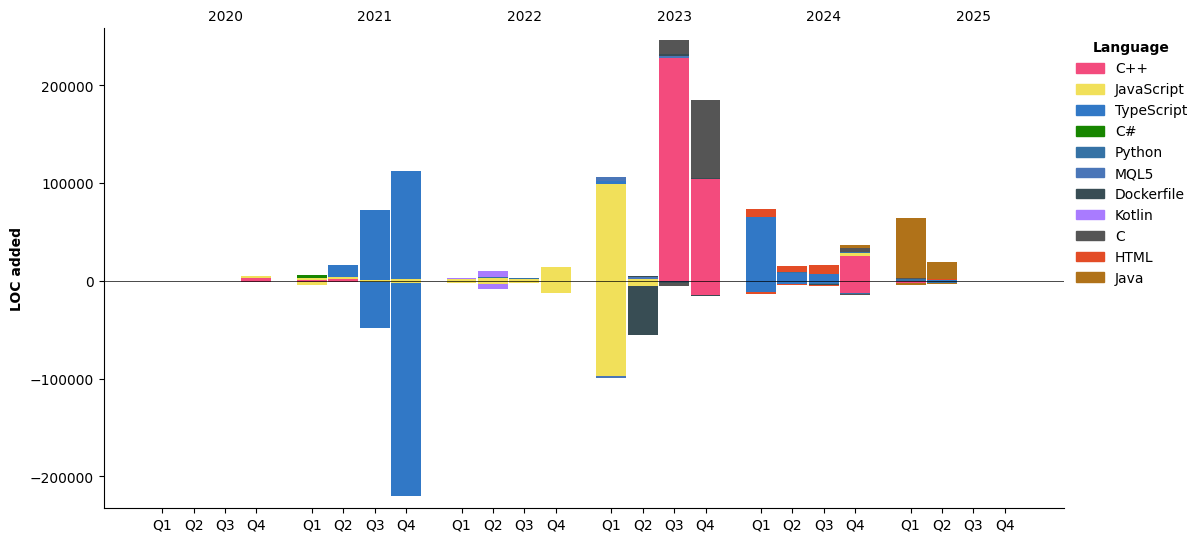 2020 2021 2022 2023 2024 2025
LOC added
200000
100000
0
−100000
−200000
Q1 Q2 Q3 Q4 Q1 Q2 Q3 Q4 Q1 Q2 Q3 Q4 Q1 Q2 Q3 Q4 Q1 Q2 Q3 Q4 Q1 Q2 Q3 Q4
Language
C++
JavaScript
TypeScript
C#
Python
MQL5
Dockerfile
Kotlin
C
HTML
Java